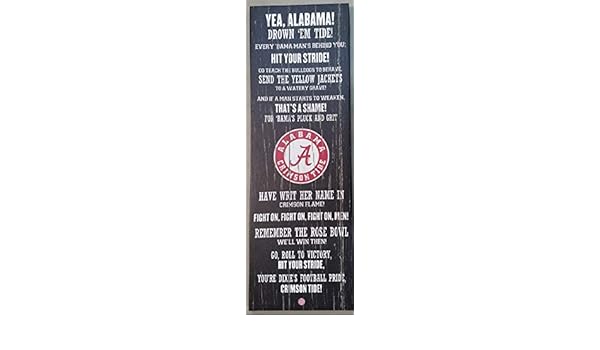 YEA, ALABAMA!
DROWN 'EM TIDE!
EVERY 'BAMA MAN'S BEHIND YOU;
HIT YOUR STRIDE!
GO TEACH THE BULLDOGS TO BEHAVE,
SEND THE YELLOW JACKETS
TO A WATERY GRAVE!
AND IF A MAN STARTS TO WEAKEN,
THAT'S A SHAME!
FOR 'BAMA'S PLUCK AND GRIT
ALABAMA
A
CRIMSON TIDE
HAVE WRIT HER NAME IN
CRIMSON FLAME!
FIGHT ON, FIGHT ON, FIGHT ON, MEN!
REMEMBER THE ROSE BOWL
WE'LL WIN THEN!
GO, ROLL TO VICTORY,
HIT YOUR STRIDE,
YOU'RE DIXIE'S FOOTBALL PRIDE,
CRIMSON TIDE!